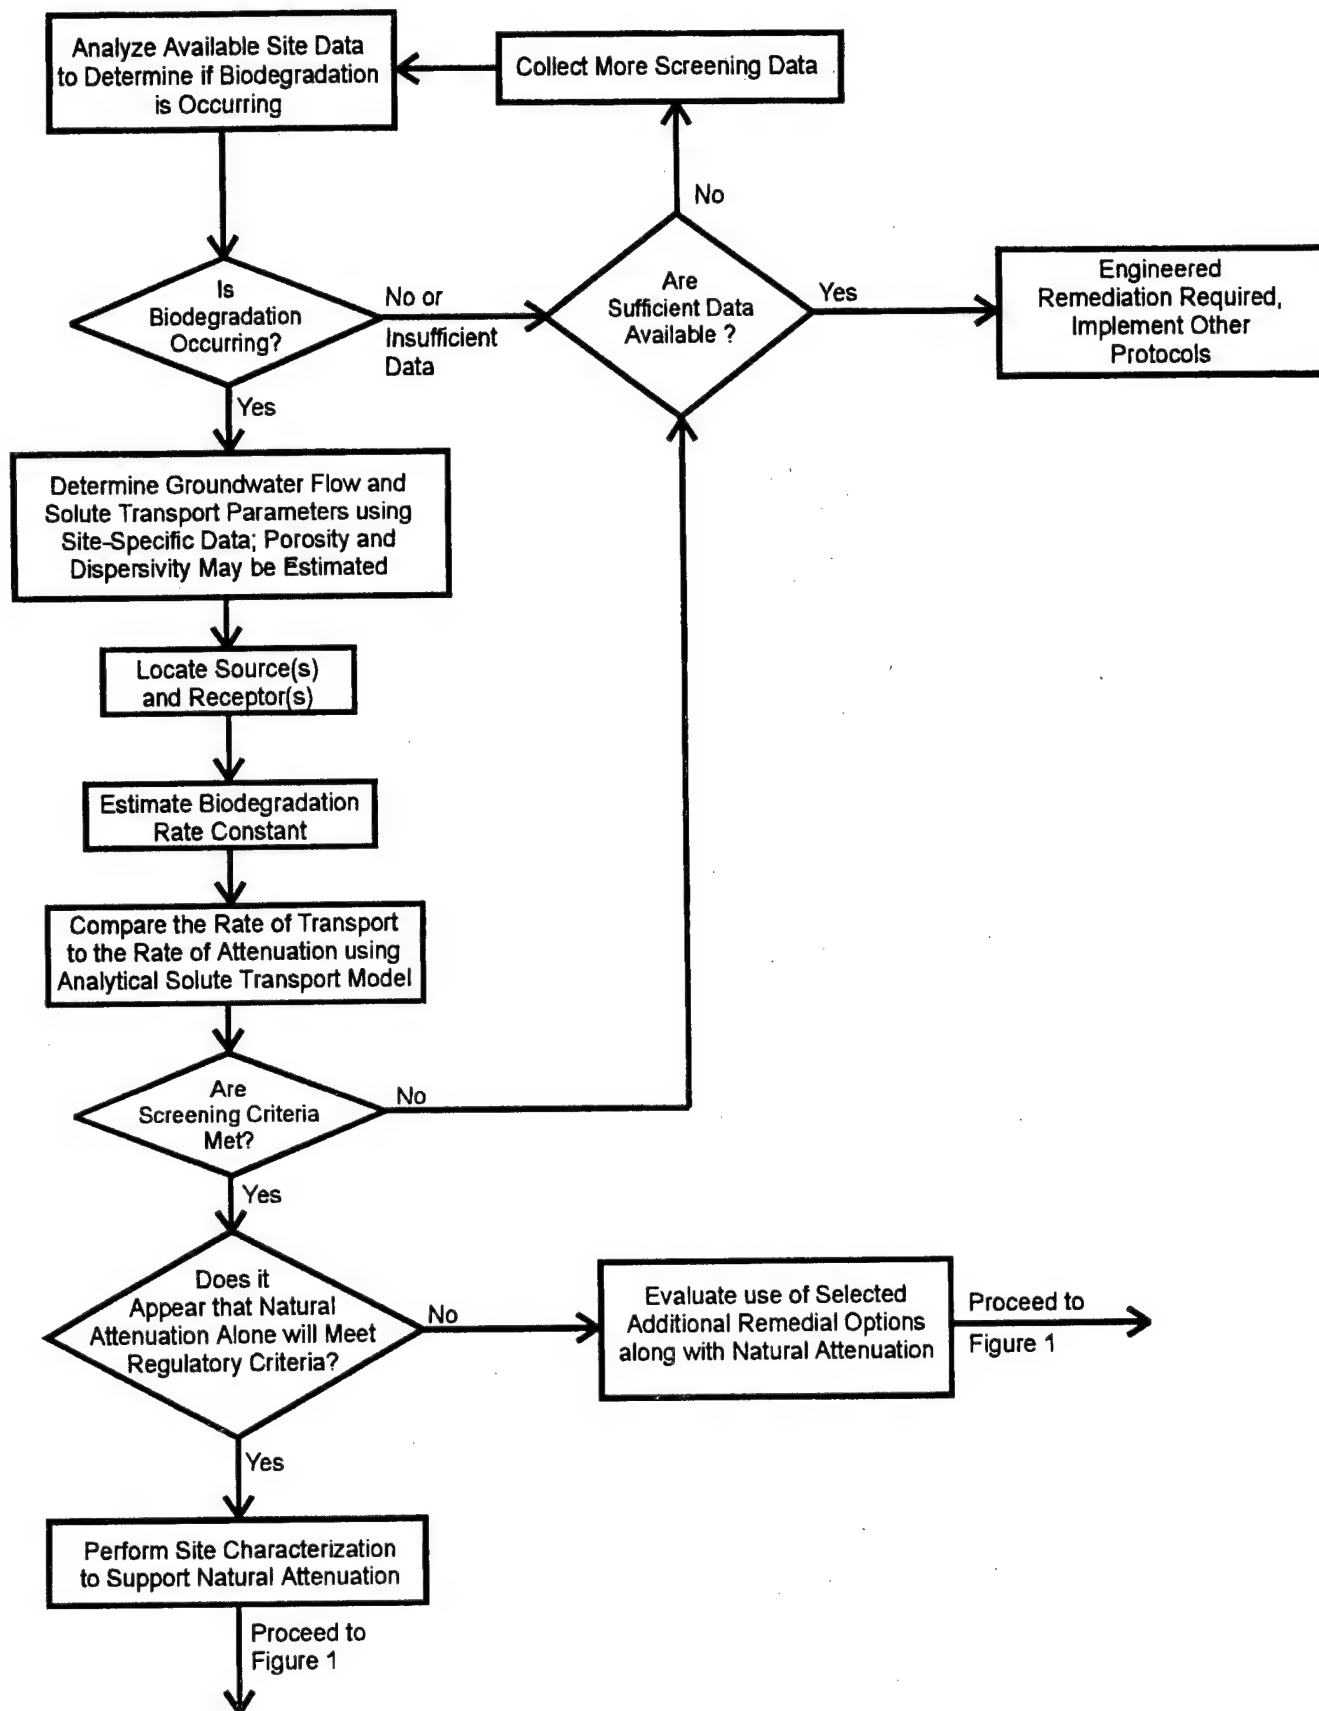 Analyze Available Site Data
to Determine if Biodegradation
is Occurring
Collect More Screening Data
No
Is
Biodegradation
Occurring?
No or
Insufficient
Data
Are
Sufficient Data
Available ?
Yes
Engineered
Remediation Required,
Implement Other
Protocols
Yes
Determine Groundwater Flow and
Solute Transport Parameters using
Site-Specific Data; Porosity and
Dispersivity May be Estimated
Locate Source(s)
and Receptor(s)
Estimate Biodegradation
Rate Constant
Compare the Rate of Transport
to the Rate of Attenuation using
Analytical Solute Transport Model
Are
Screening Criteria
Met?
No
Yes
Does it
Appear that Natural
Attenuation Alone will Meet
Regulatory Criteria?
No
Evaluate use of Selected
Additional Remedial Options
along with Natural Attenuation
Proceed to
Figure 1
Yes
Perform Site Characterization
to Support Natural Attenuation
Proceed to
Figure 1